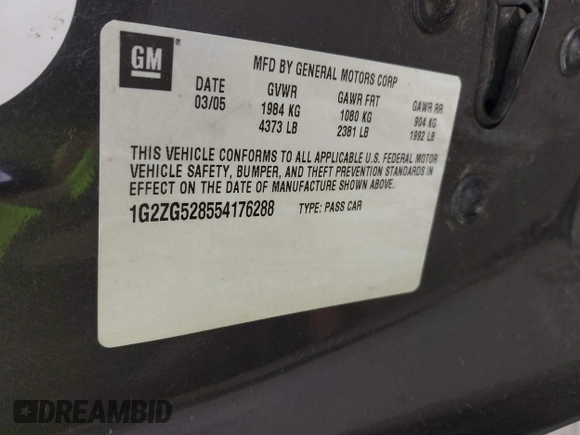 GM
MFD BY GENERAL MOTORS CORP
DATE GVWR GAWR FRT GAWR RR
03/05 1984 KG 1080 KG 904 KG
4373 LB 2381 LB 1992 LB
THIS VEHICLE CONFORMS TO ALL APPLICABLE U.S. FEDERAL MOTOR
VEHICLE SAFETY, BUMPER, AND THEFT PREVENTION STANDARDS IN
EFFECT ON THE DATE OF MANUFACTURE SHOWN ABOVE.
1G2ZG528554176288 TYPE: PASS CAR
DREAMBID